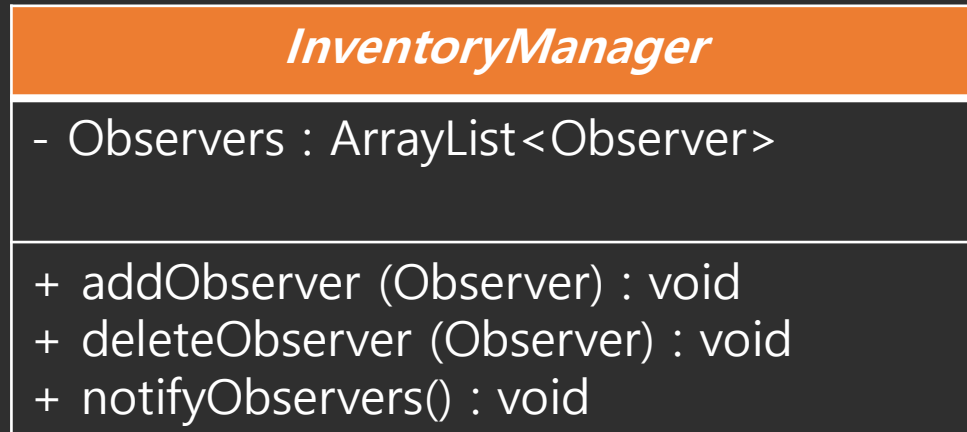 InventoryManager
- Observers : ArrayList<Observer>
+ addObserver (Observer) : void
+ deleteObserver (Observer) : void
+ notifyObservers() : void